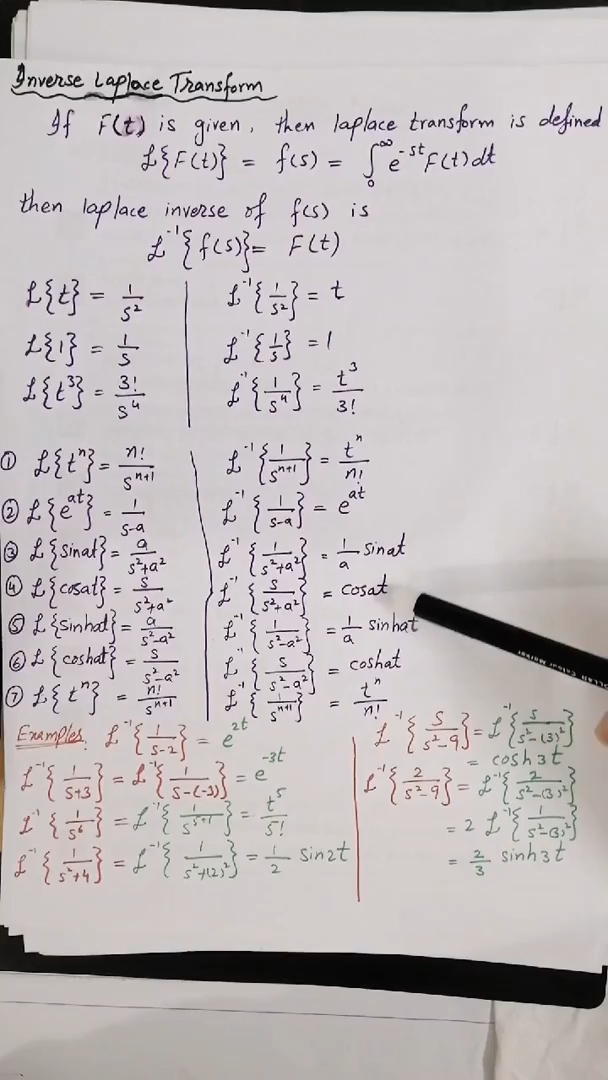 Inverse Laplace Transform
If F(t) is given, then laplace transform is defined
ℒ{F(t)} = f(s) = ∫₀^∞ e^(-st) F(t) dt
then laplace inverse of f(s) is
ℒ⁻¹{f(s)} = F(t)
ℒ{t} = 1/s²
ℒ{1} = 1/s
ℒ{t³} = 3!/s⁴
ℒ⁻¹{1/s²} = t
ℒ⁻¹{1/s} = 1
ℒ⁻¹{1/s⁴} = t³/3!
① ℒ{tⁿ} = n!/s^(n+1)
② ℒ{e^(at)} = 1/(s-a)
③ ℒ{sinat} = a/(s²+a²)
④ ℒ{cosat} = s/(s²+a²)
⑤ ℒ{sinhat} = a/(s²-a²)
⑥ ℒ{coshat} = s/(s²-a²)
⑦ ℒ{tⁿ} = n!/s^(n+1)
ℒ⁻¹{1/s^(n+1)} = tⁿ/n!
ℒ⁻¹{1/(s-a)} = e^(at)
ℒ⁻¹{1/(s²+a²)} = 1/a sinat
ℒ⁻¹{s/(s²+a²)} = cosat
ℒ⁻¹{1/(s²-a²)} = 1/a sinhat
ℒ⁻¹{s/(s²-a²)} = coshat
ℒ⁻¹{1/s^(n+1)} = tⁿ/n!
Examples. ℒ⁻¹{1/(s-2)} = e^(2t)
ℒ⁻¹{1/(s+3)} = ℒ⁻¹{1/(s-(-3))} = e^(-3t)
ℒ⁻¹{1/s⁶} = ℒ⁻¹{1/s^(5+1)} = t⁵/5!
ℒ⁻¹{1/(s²+4)} = ℒ⁻¹{1/(s²+(2)²)} = 1/2 sin2t
ℒ⁻¹{s/(s²-9)} = ℒ⁻¹{s/(s²-(3)²)}
= cosh3t
ℒ⁻¹{2/(s²-9)} = ℒ⁻¹{2/(s²-(3)²)}
= 2 ℒ⁻¹{1/(s²-(3)²)}
= 2/3 sinh3t